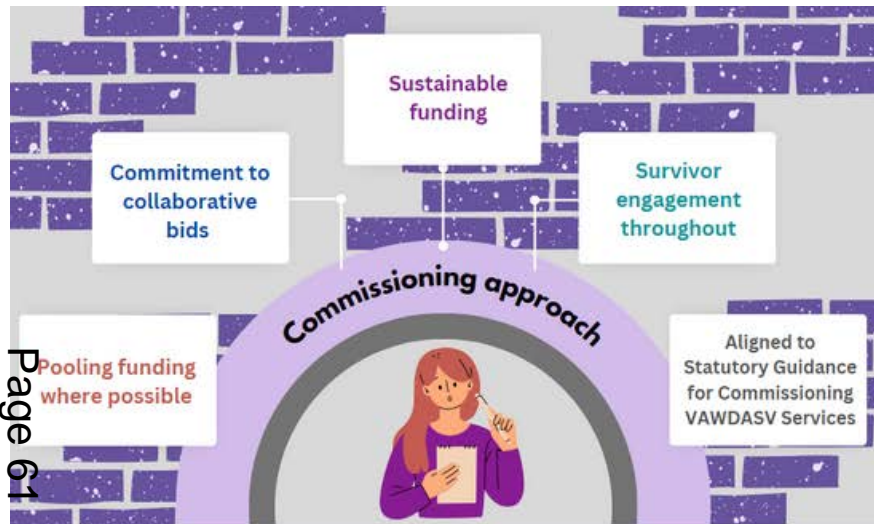 Sustainable
funding
Commitment to
collaborative
bids
Survivor
engagement
throughout
Commissioning approach
Pooling funding
where possible
Aligned to
Statutory Guidance
for Commissioning
VAWDASV Services
Page 61